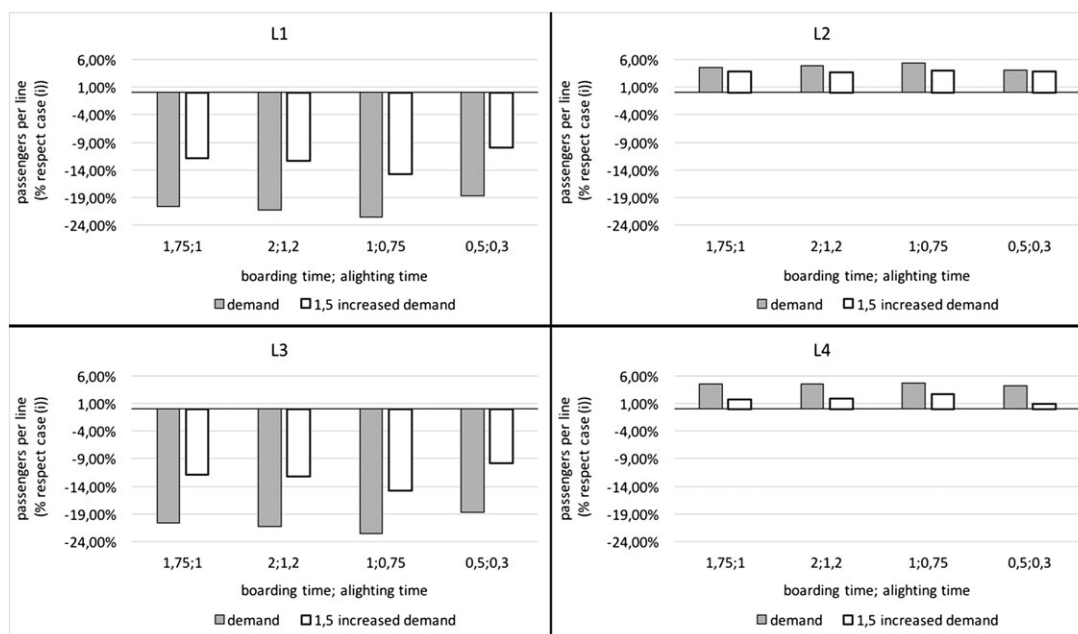 L1
passengers per line
(% respect case (i))
6,00%
1,00%
-4,00%
-9,00%
-14,00%
-19,00%
-24,00%
1,75;1 2;1,2 1;0,75 0,5;0,3
boarding time; alighting time
demand 1,5 increased demand
L2
passengers per line
(% respect case (i))
6,00%
1,00%
-4,00%
-9,00%
-14,00%
-19,00%
-24,00%
1,75;1 2;1,2 1;0,75 0,5;0,3
boarding time; alighting time
demand 1,5 increased demand
L3
passengers per line
(% respect case (i))
6,00%
1,00%
-4,00%
-9,00%
-14,00%
-19,00%
-24,00%
1,75;1 2;1,2 1;0,75 0,5;0,3
boarding time; alighting time
demand 1,5 increased demand
L4
passengers per line
(% respect case (i))
6,00%
1,00%
-4,00%
-9,00%
-14,00%
-19,00%
-24,00%
1,75;1 2;1,2 1;0,75 0,5;0,3
boarding time; alighting time
demand 1,5 increased demand